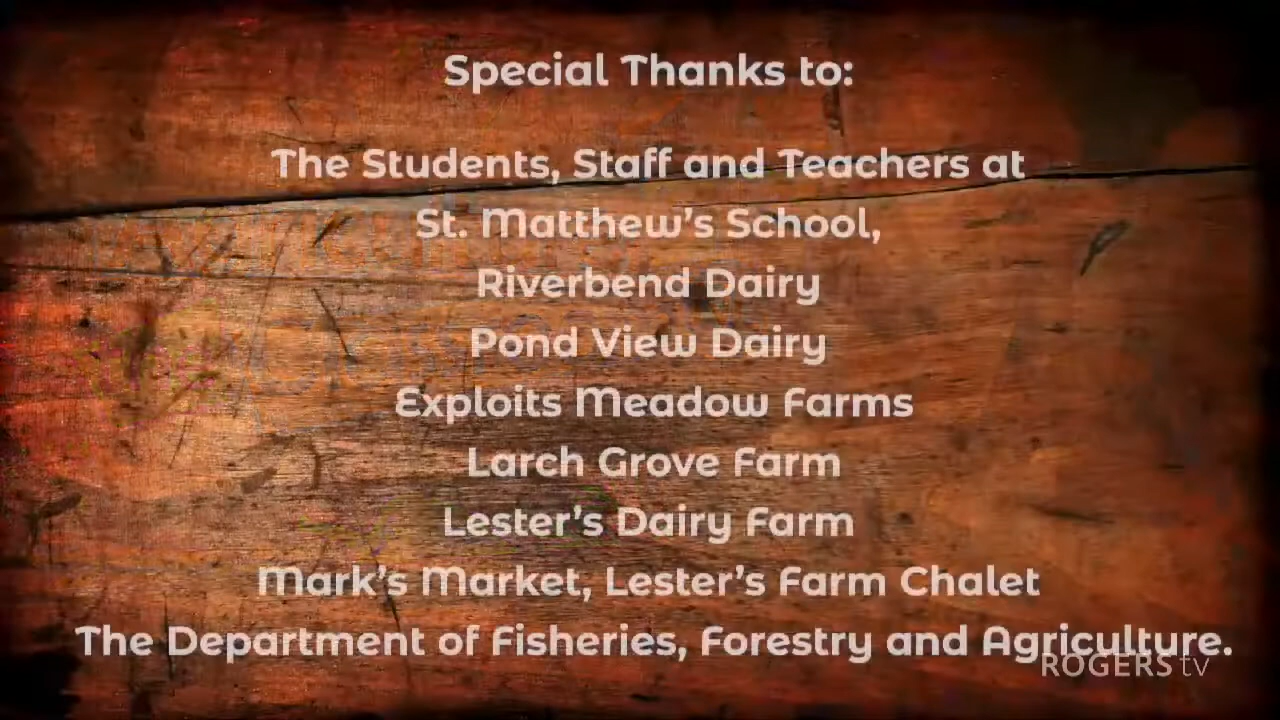 Special Thanks to:
The Students, Staff and Teachers at
St. Matthew's School,
Riverbend Dairy
Pond View Dairy
Exploits Meadow Farms
Larch Grove Farm
Lester's Dairy Farm
Mark's Market, Lester's Farm Chalet
The Department of Fisheries, Forestry and Agriculture.
ROGERS tv